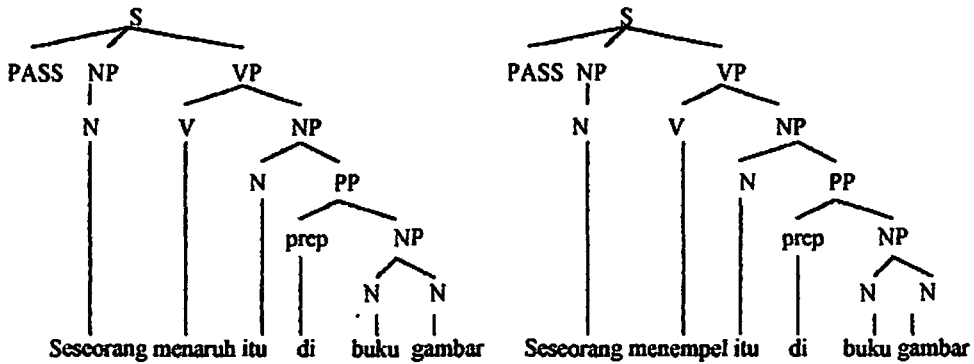 S S
PASS NP VP PASS NP VP
N V NP N V NP
N PP N PP
prep NP prep NP
N N N N
Seseorang menaruh itu di buku gambar Seseorang menempel itu di buku gambar